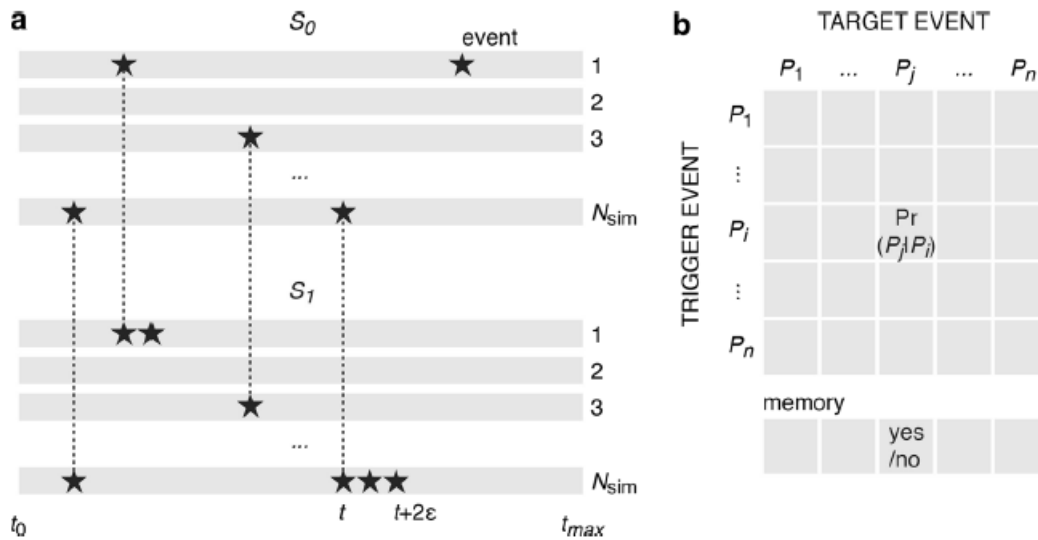 a
S0
event
1
2
3
...
Nsim
S1
1
2
3
...
Nsim
t0
t
t+2ε
tmax
b
TARGET EVENT
P1 ... Pj ... Pn
TRIGGER EVENT
P1
⋮
Pi
Pr
(Pj|Pi)
⋮
Pn
memory
yes
/no